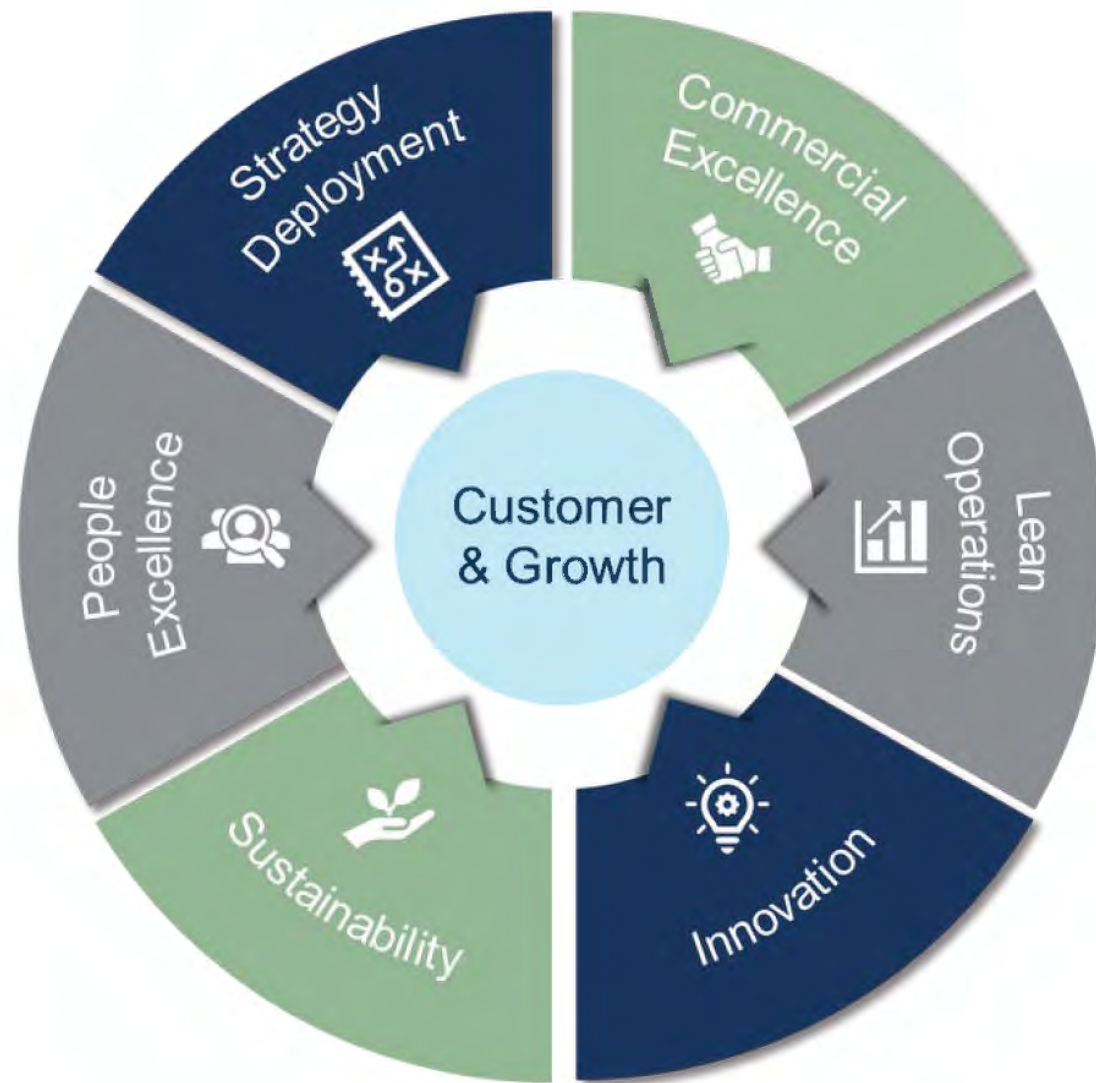 Strategy
Deployment
Commercial
Excellence
Lean
Operations
Innovation
Sustainability
People
Excellence
Customer
& Growth